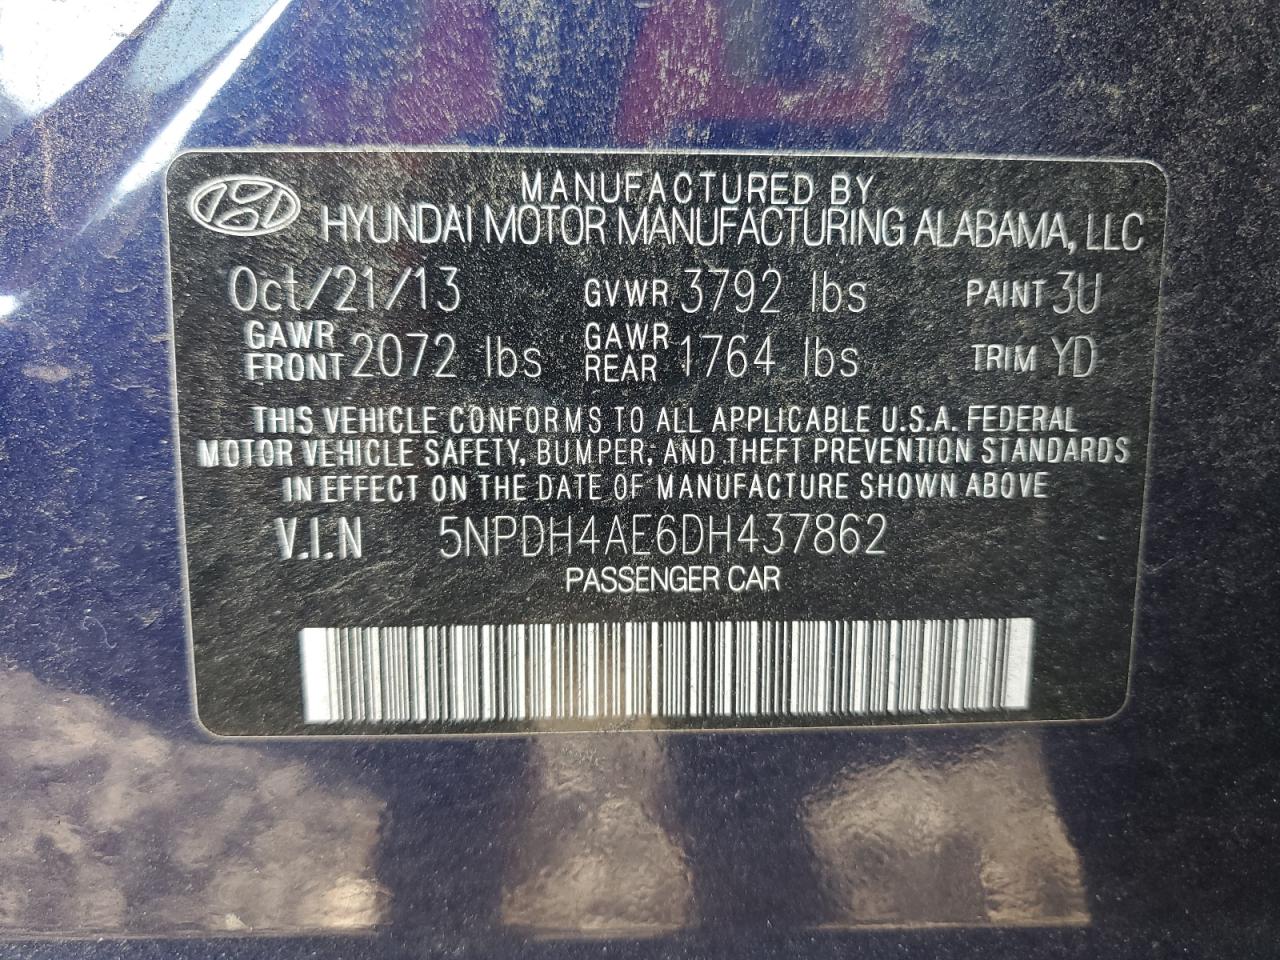 MANUFACTURED BY
HYUNDAI MOTOR MANUFACTURING ALABAMA, LLC
Oct/21/13 GVWR 3792 lbs PAINT 3U
GAWR FRONT 2072 lbs GAWR REAR 1764 lbs TRIM YD
THIS VEHICLE CONFORMS TO ALL APPLICABLE U.S.A. FEDERAL
MOTOR VEHICLE SAFETY, BUMPER, AND THEFT PREVENTION STANDARDS
IN EFFECT ON THE DATE OF MANUFACTURE SHOWN ABOVE
V.I.N 5NPDH4AE6DH437862
PASSENGER CAR